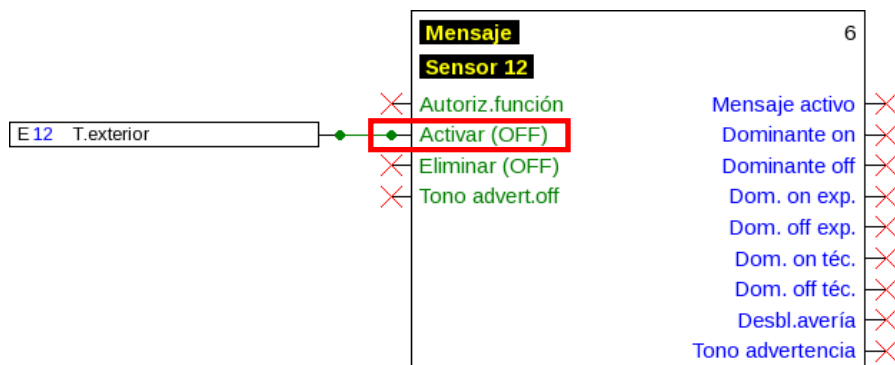 Mensaje 6
Sensor 12
Autoriz.función Mensaje activo
E 12 T.exterior Activar (OFF) Dominante on
Eliminar (OFF) Dominante off
Tono advert.off Dom. on exp.
Dom. off exp.
Dom. on téc.
Dom. off téc.
Desbl.avería
Tono advertencia